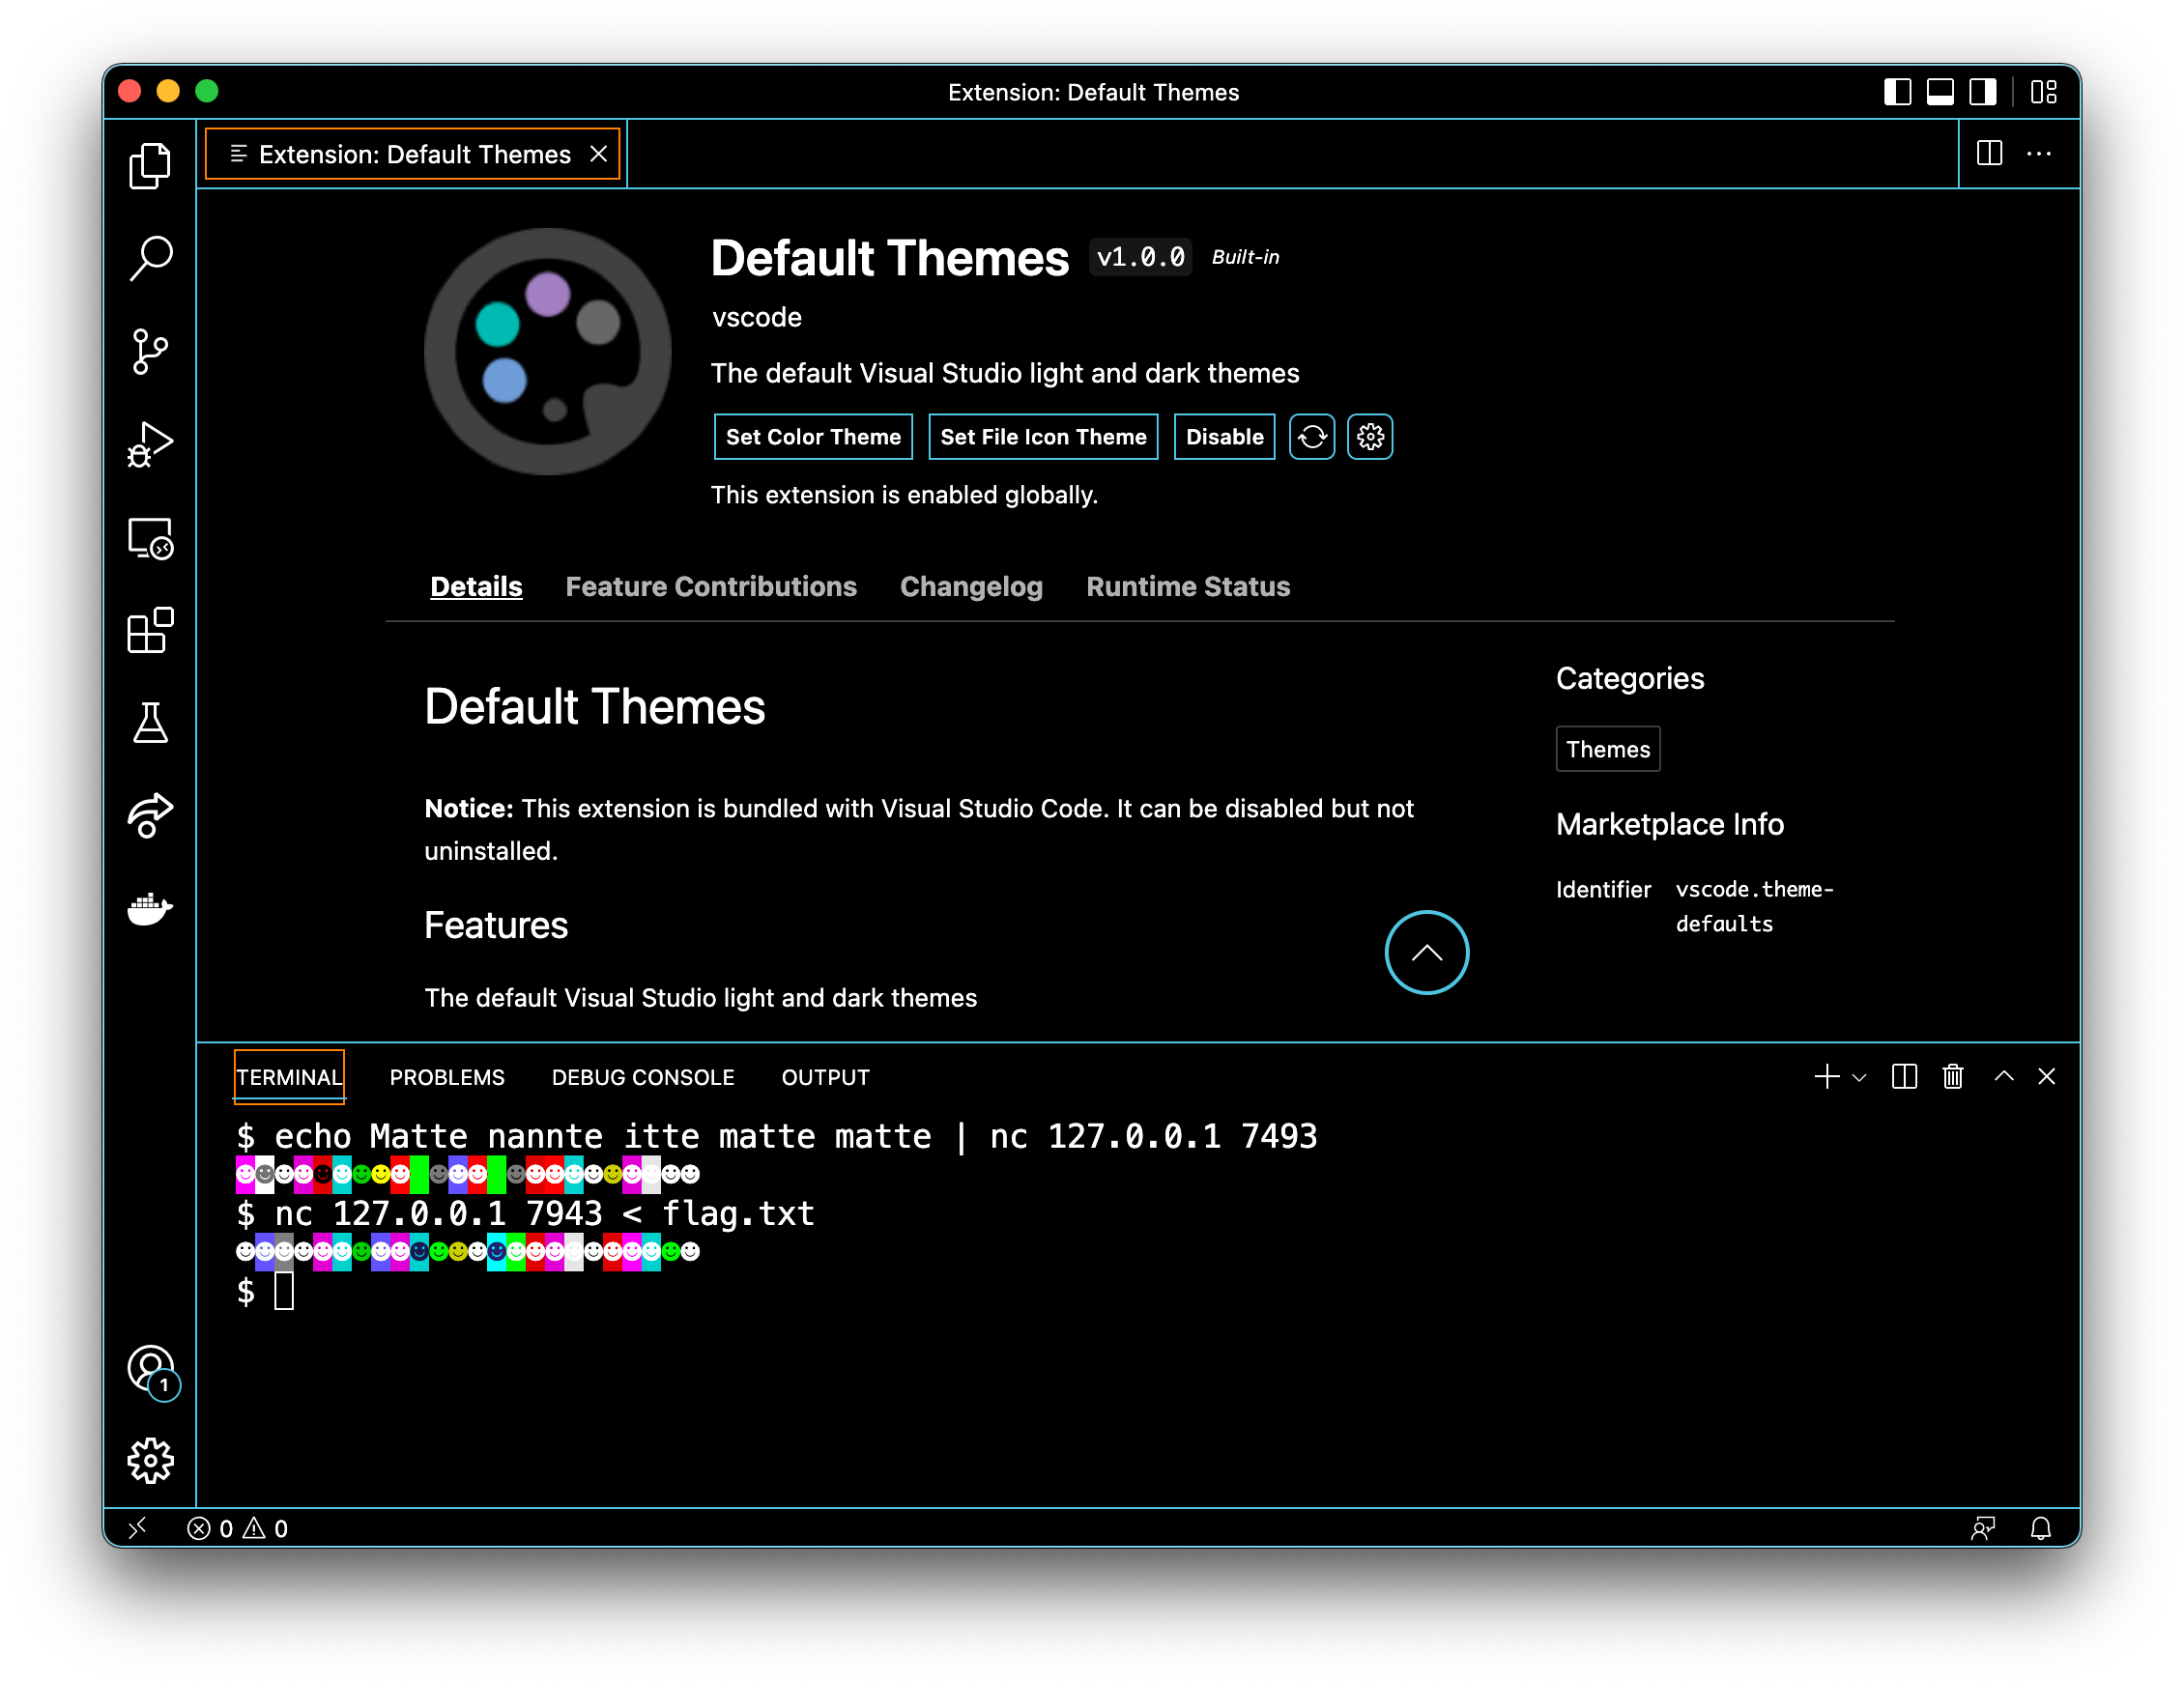 Extension: Default Themes
Extension: Default Themes
Default Themes v1.0.0 Built-in
vscode
The default Visual Studio light and dark themes
Set Color Theme Set File Icon Theme Disable
This extension is enabled globally.
Details Feature Contributions Changelog Runtime Status
Default Themes
Notice: This extension is bundled with Visual Studio Code. It can be disabled but not
uninstalled.
Features
The default Visual Studio light and dark themes
Categories
Themes
Marketplace Info
Identifier vscode.theme-
defaults
TERMINAL PROBLEMS DEBUG CONSOLE OUTPUT
$ echo Matte nannte itte matte matte | nc 127.0.0.1 7493
$ nc 127.0.0.1 7943 < flag.txt
$
1
0 0